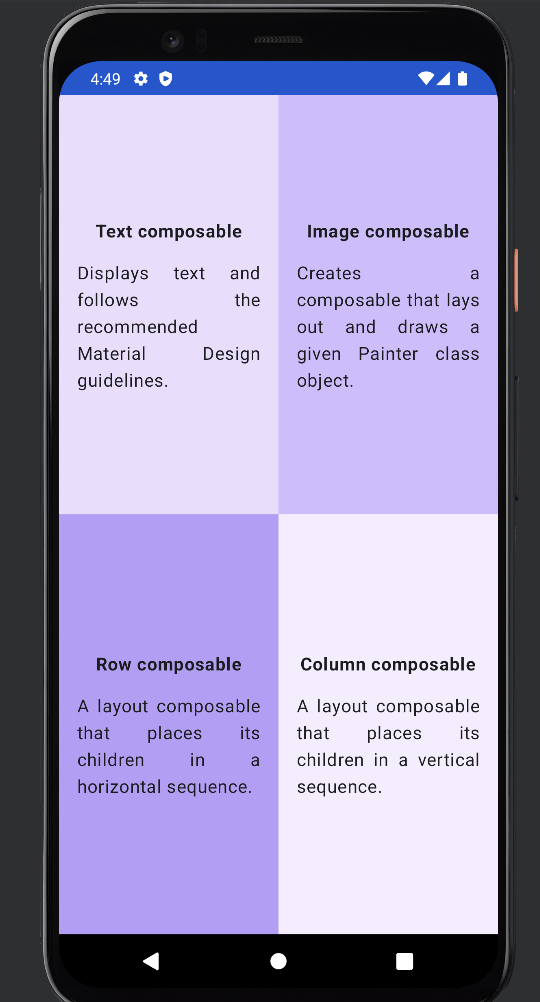 4:49
Text composable
Displays text and
follows the
recommended
Material Design
guidelines.
Image composable
Creates a
composable that lays
out and draws a
given Painter class
object.
Row composable
A layout composable
that places its
children in a
horizontal sequence.
Column composable
A layout composable
that places its
children in a vertical
sequence.